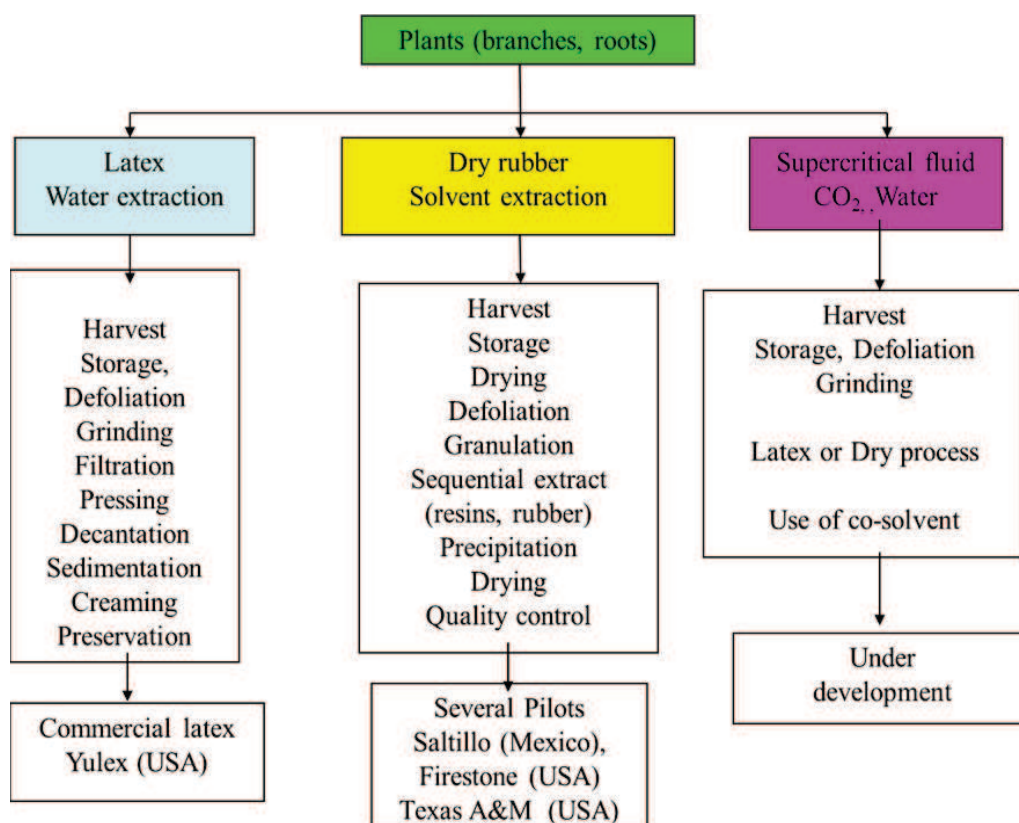 Plants (branches, roots)
Latex
Water extraction
Dry rubber
Solvent extraction
Supercritical fluid
CO₂, , Water
Harvest
Storage,
Defoliation
Grinding
Filtration
Pressing
Decantation
Sedimentation
Creaming
Preservation
Harvest
Storage
Drying
Defoliation
Granulation
Sequential extract
(resins, rubber)
Precipitation
Drying
Quality control
Harvest
Storage, Defoliation
Grinding
Latex or Dry process
Use of co-solvent
Commercial latex
Yulex (USA)
Several Pilots
Saltillo (Mexico),
Firestone (USA)
Texas A&M (USA)
Under
development